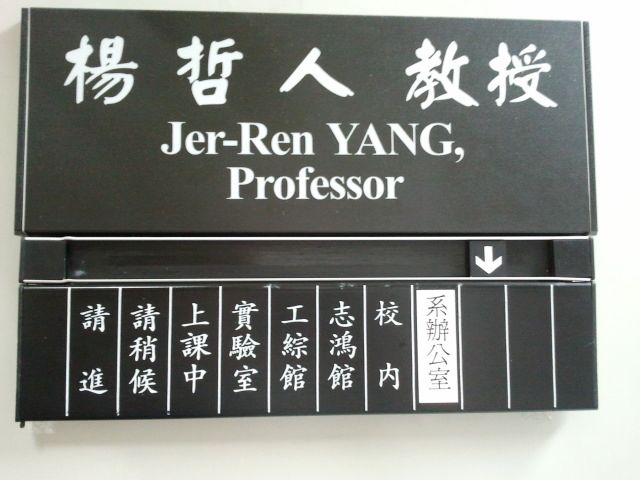 楊哲人教授
Jer-Ren YANG,
Professor
請進
請稍候
上課中
實驗室
工綜館
志鴻館
校內
系辦公室